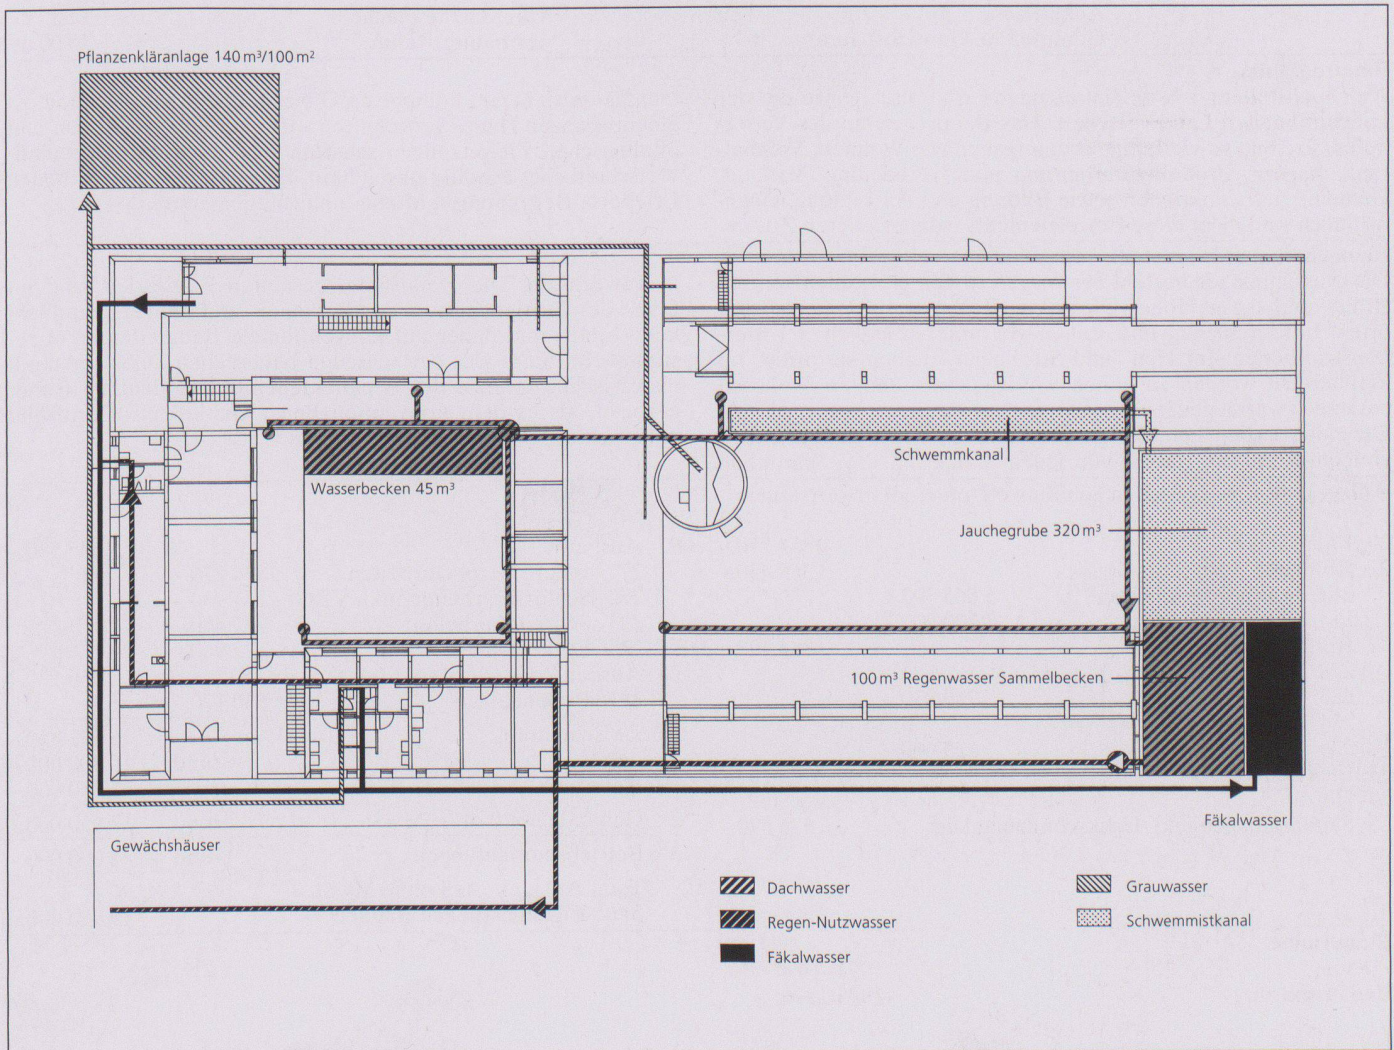 Pflanzenkläranlage 140 m³/100 m²
Schwemmkanal
Wasserbecken 45 m³
Jauchegrube 320 m³
100 m³ Regenwasser Sammelbecken
Fäkalwasser
Gewächshäuser
Dachwasser
Regen-Nutzwasser
Fäkalwasser
Grauwasser
Schwemmistkanal